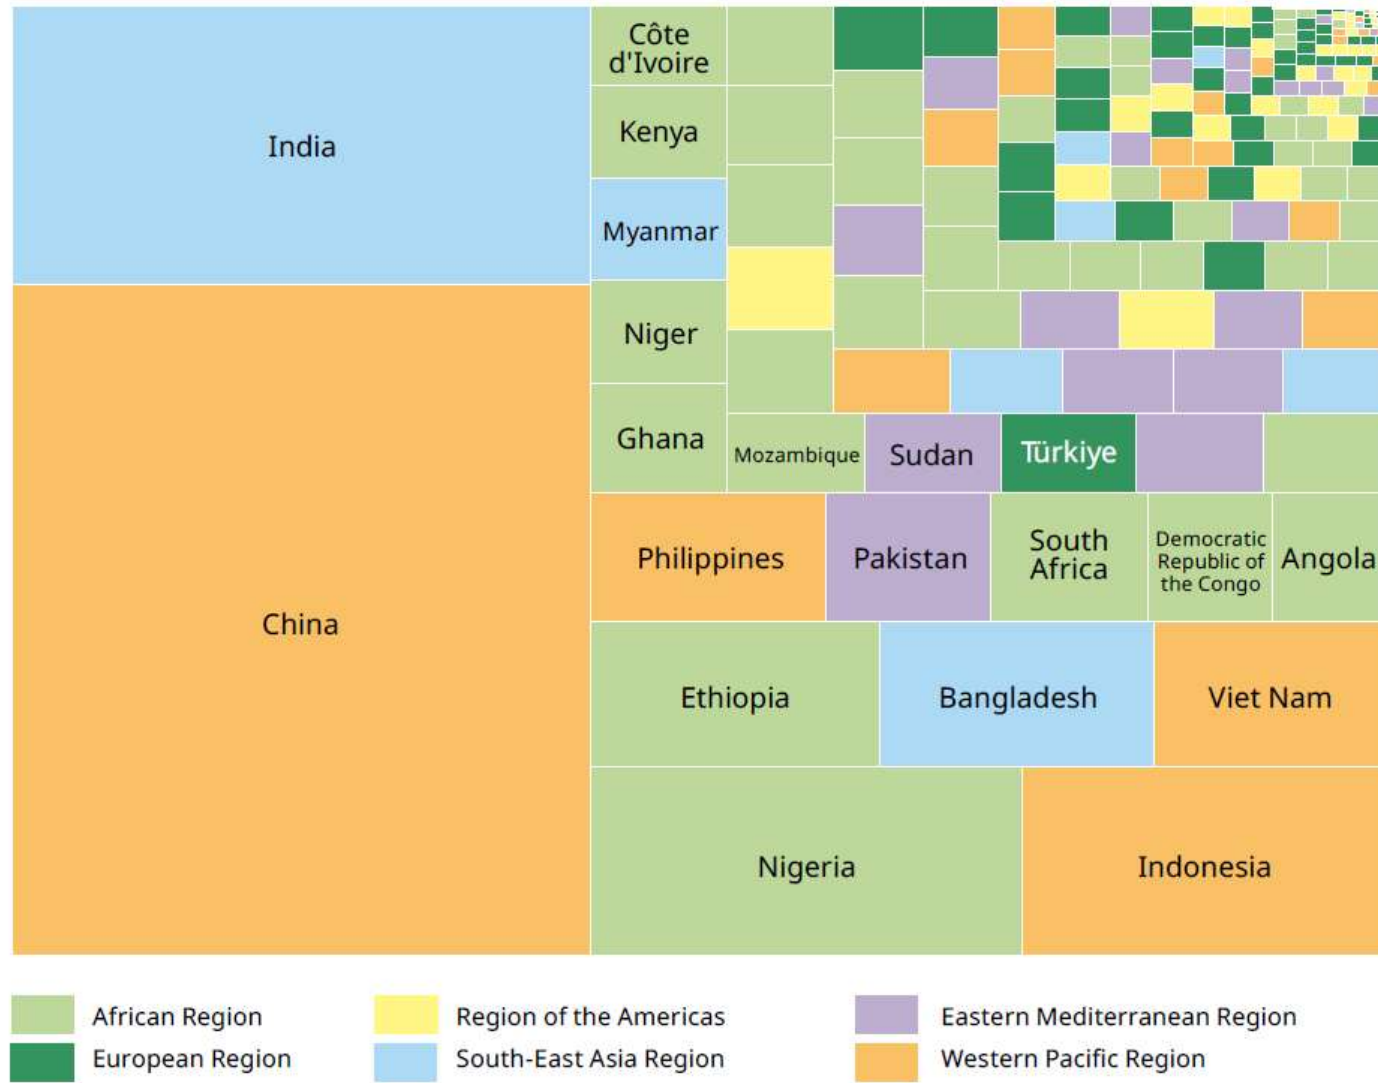 Côte
d'Ivoire
India
Kenya
Myanmar
Niger
Ghana
Mozambique
Sudan
Türkiye
Philippines
Pakistan
South
Africa
Democratic
Republic of
the Congo
Angola
China
Ethiopia
Bangladesh
Viet Nam
Nigeria
Indonesia
African Region
Region of the Americas
Eastern Mediterranean Region
European Region
South-East Asia Region
Western Pacific Region